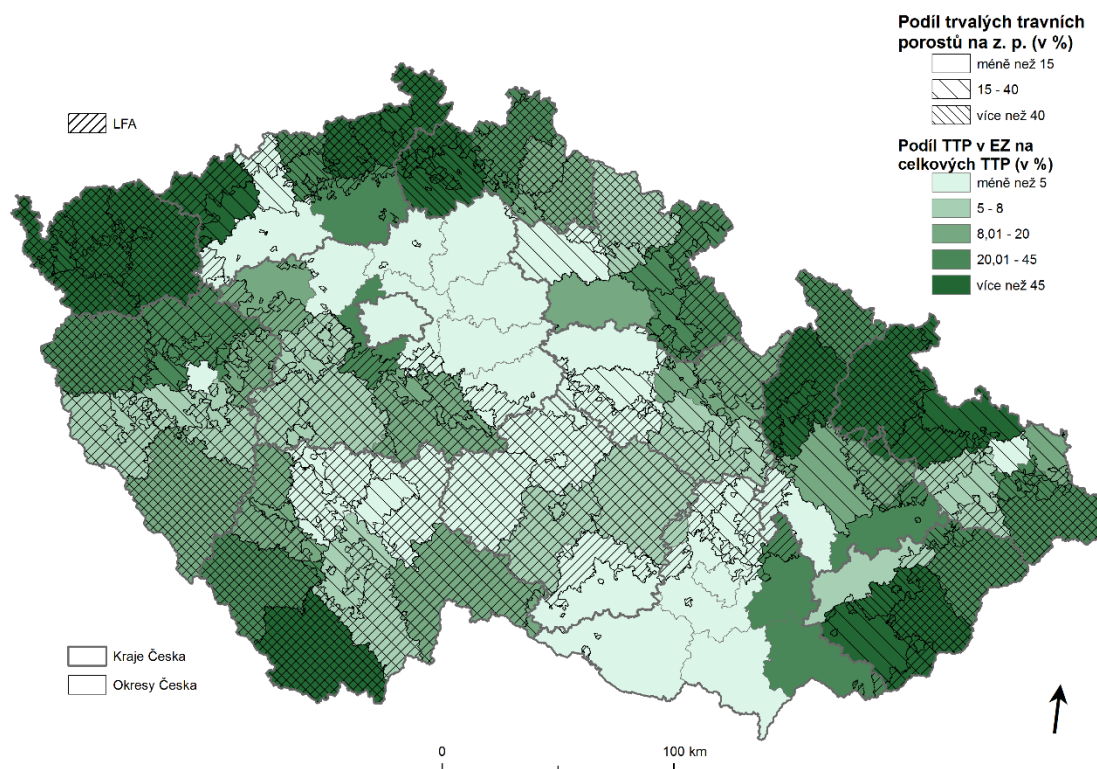 Podíl trvalých travních
porostů na z. p. (v %)
méně než 15
15 - 40
více než 40
LFA
Podíl TTP v EZ na
celkových TTP (v %)
méně než 5
5 - 8
8,01 - 20
20,01 - 45
více než 45
Kraje Česka
Okresy Česka
0
100 km